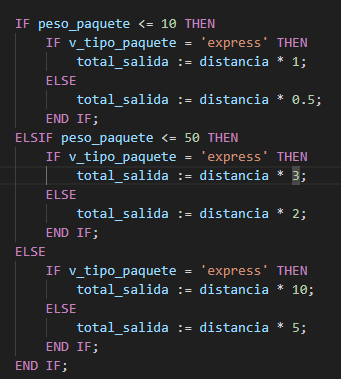 IF peso_paquete <= 10 THEN
    IF v_tipo_paquete = 'express' THEN
        total_salida := distancia * 1;
    ELSE
        total_salida := distancia * 0.5;
    END IF;
ELSIF peso_paquete <= 50 THEN
    IF v_tipo_paquete = 'express' THEN
        total_salida := distancia * 3;
    ELSE
        total_salida := distancia * 2;
    END IF;
ELSE
    IF v_tipo_paquete = 'express' THEN
        total_salida := distancia * 10;
    ELSE
        total_salida := distancia * 5;
    END IF;
END IF;